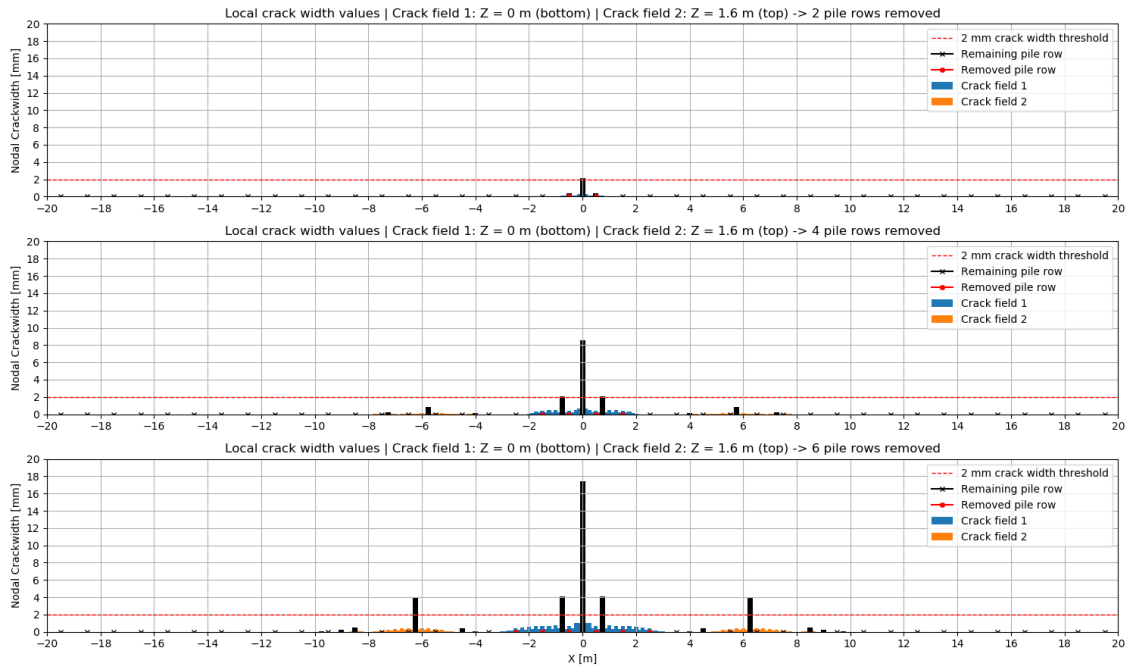 Local crack width values | Crack field 1: Z = 0 m (bottom) | Crack field 2: Z = 1.6 m (top) -> 2 pile rows removed
Nodal Crackwidth [mm]
20
18
16
14
12
10
8
6
4
2
0
2 mm crack width threshold
Remaining pile row
Removed pile row
Crack field 1
Crack field 2
−20 −18 −16 −14 −12 −10 −8 −6 −4 −2 0 2 4 6 8 10 12 14 16 18 20
Local crack width values | Crack field 1: Z = 0 m (bottom) | Crack field 2: Z = 1.6 m (top) -> 4 pile rows removed
Nodal Crackwidth [mm]
20
18
16
14
12
10
8
6
4
2
0
2 mm crack width threshold
Remaining pile row
Removed pile row
Crack field 1
Crack field 2
−20 −18 −16 −14 −12 −10 −8 −6 −4 −2 0 2 4 6 8 10 12 14 16 18 20
Local crack width values | Crack field 1: Z = 0 m (bottom) | Crack field 2: Z = 1.6 m (top) -> 6 pile rows removed
Nodal Crackwidth [mm]
20
18
16
14
12
10
8
6
4
2
0
2 mm crack width threshold
Remaining pile row
Removed pile row
Crack field 1
Crack field 2
−20 −18 −16 −14 −12 −10 −8 −6 −4 −2 0 2 4 6 8 10 12 14 16 18 20
X [m]